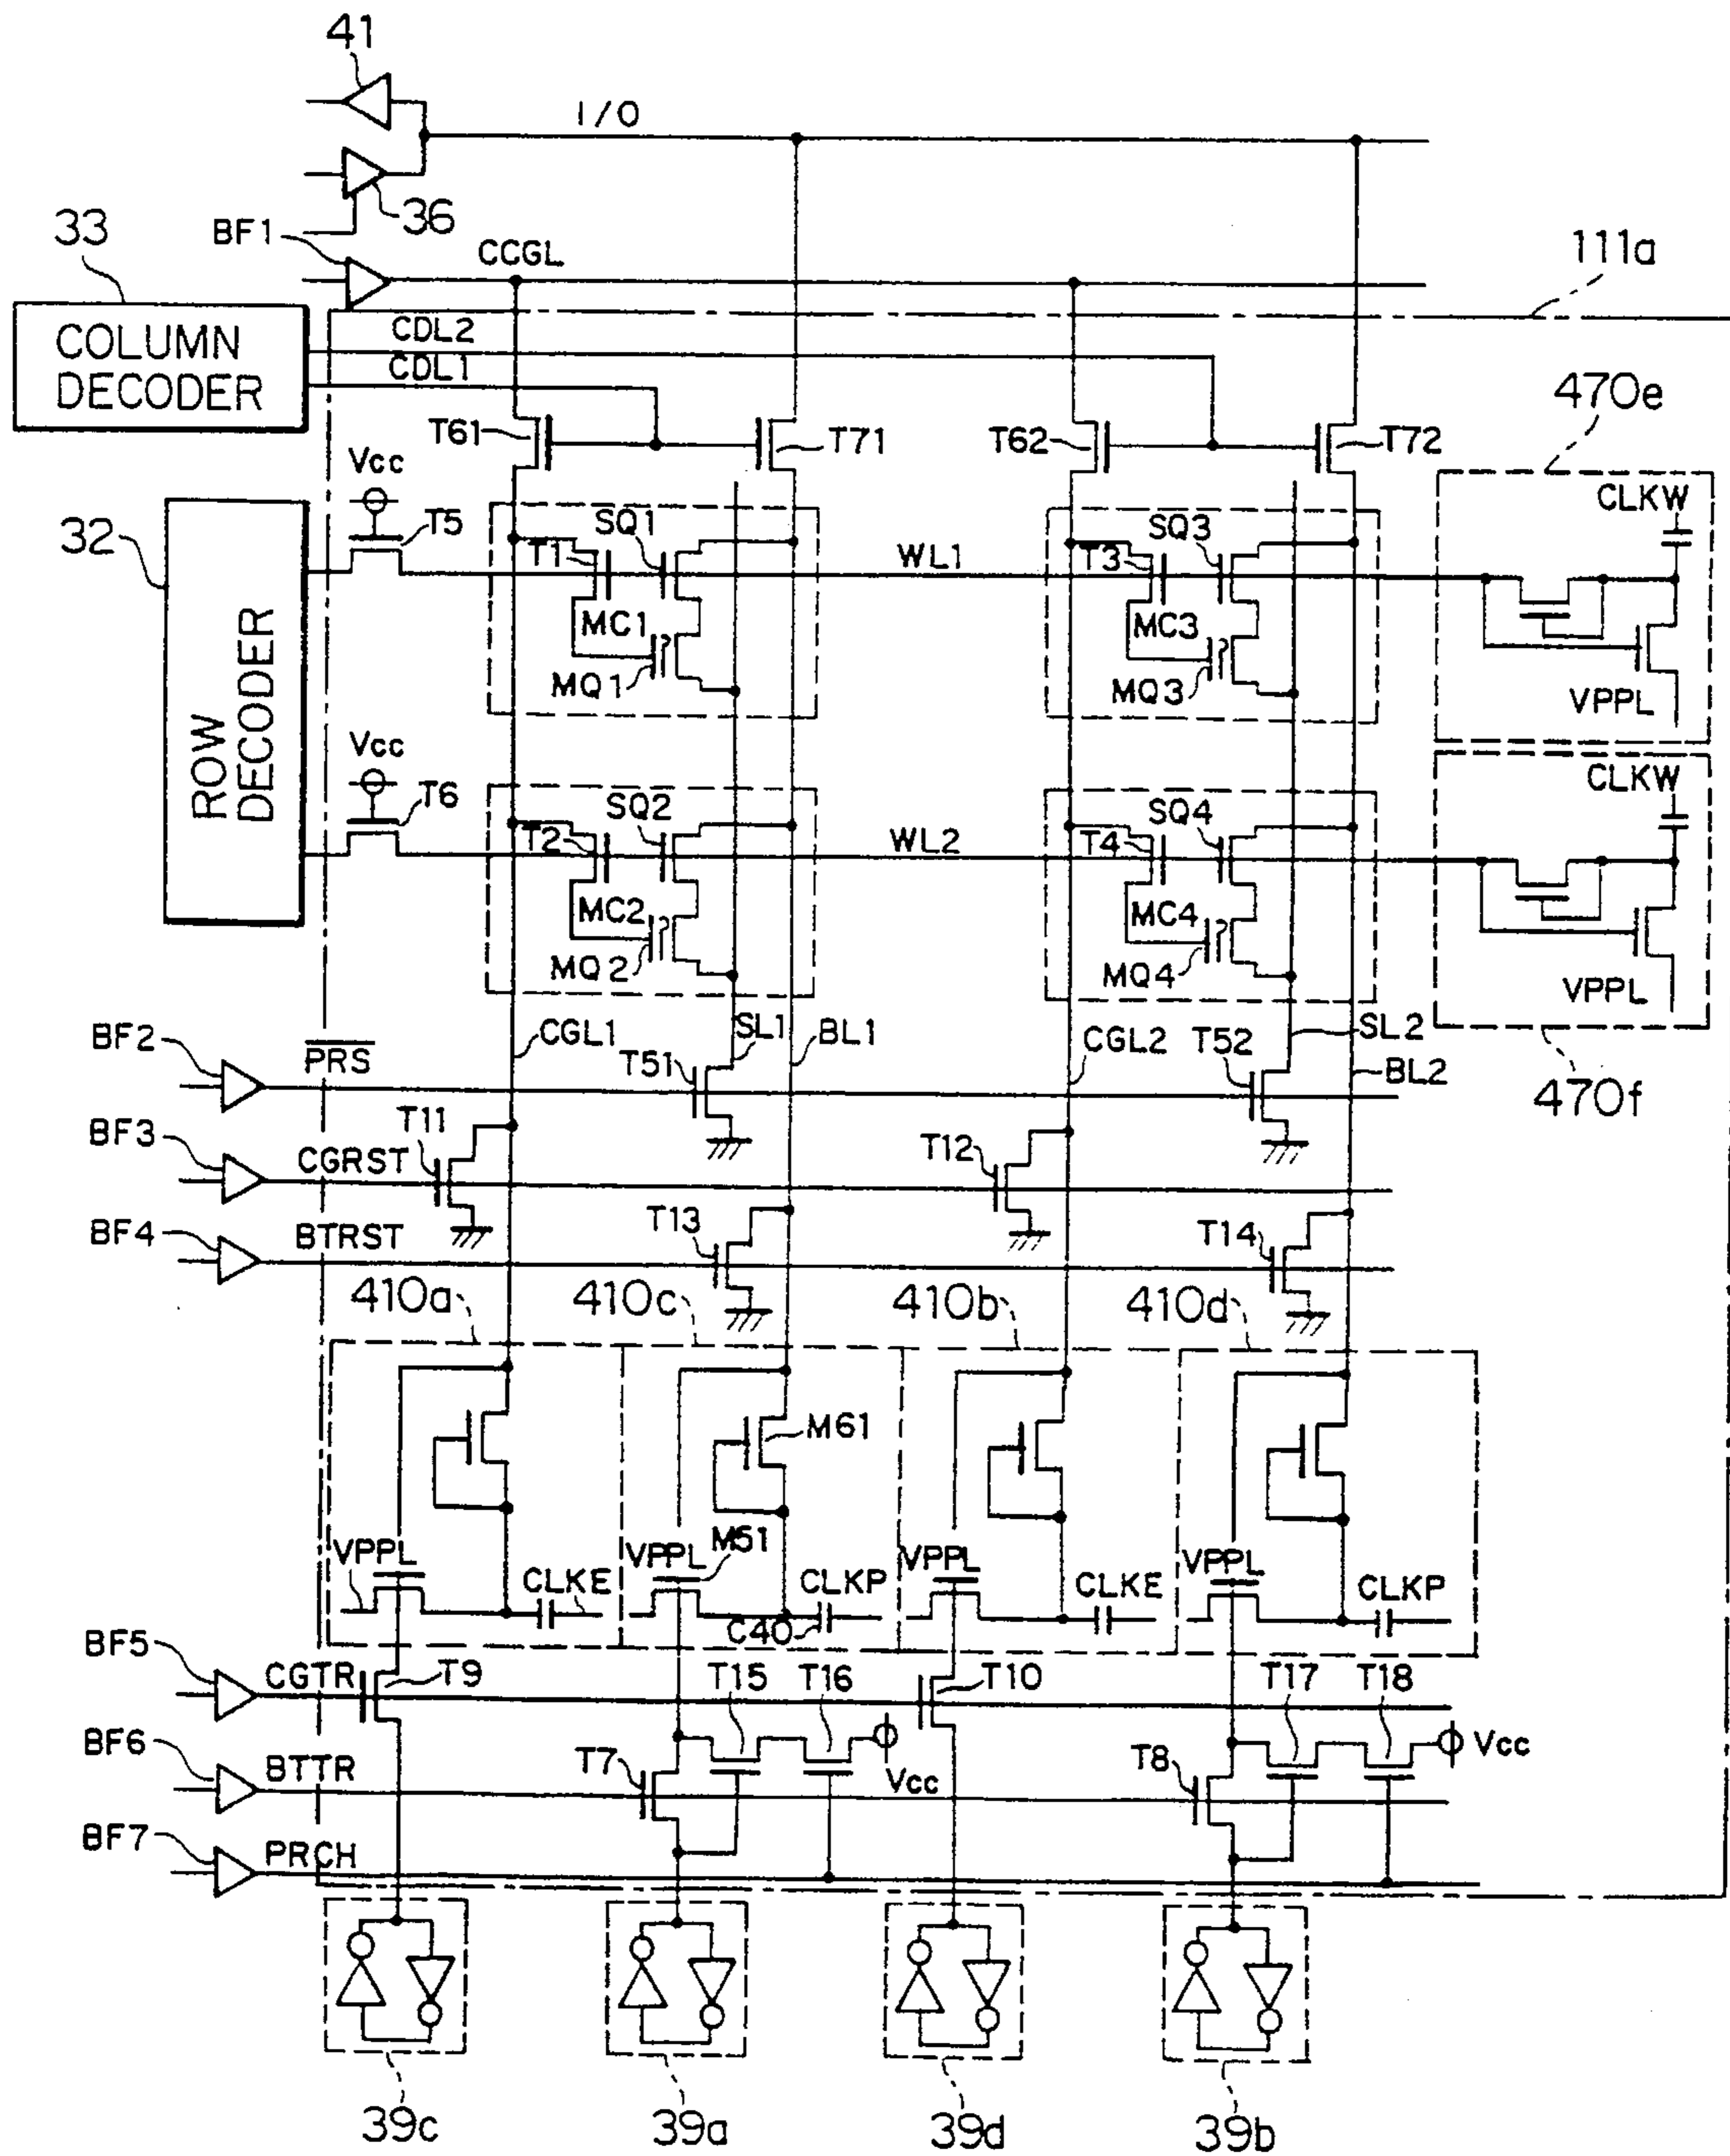 41
I/O
36
33
BF1
CCGL
111a
COLUMN
DECODER
CDL2
CDL1
470e
T61
T71
T62
T72
Vcc
CLKW
32
T5
SQ1
SQ3
T1
WL1
T3
MC1
MC3
MQ1
MQ3
VPPL
ROW
DECODER
Vcc
CLKW
T6
SQ2
SQ4
T2
WL2
T4
MC2
MC4
MQ2
MQ4
VPPL
BF2
PRS
CGL1
SL1
BL1
T51
CGL2
T52
SL2
BL2
470f
BF3
CGRST
T11
T12
BF4
BTRST
T13
T14
410a
410c
410b
410d
M61
VPPL
CLKE
VPPL
M51
CLKP
VPPL
CLKE
VPPL
CLKP
C40
BF5
CGTR
T9
T15
T16
T10
T17
T18
BF6
BTTR
T7
Vcc
T8
Vcc
BF7
PRCH
39c
39a
39d
39b